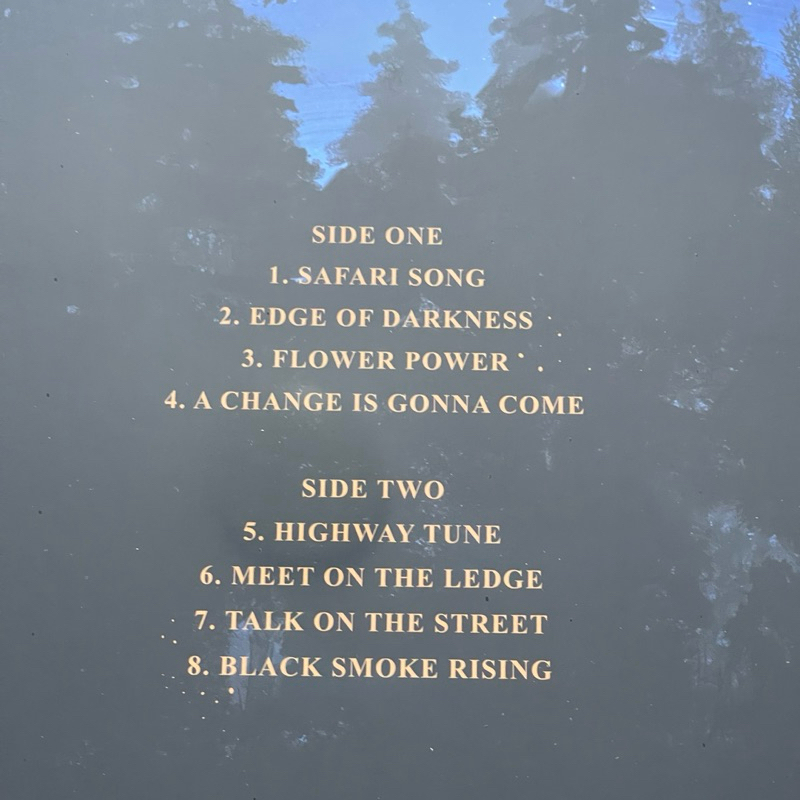 SIDE ONE
1. SAFARI SONG
2. EDGE OF DARKNESS
3. FLOWER POWER
4. A CHANGE IS GONNA COME
SIDE TWO
5. HIGHWAY TUNE
6. MEET ON THE LEDGE
7. TALK ON THE STREET
8. BLACK SMOKE RISING